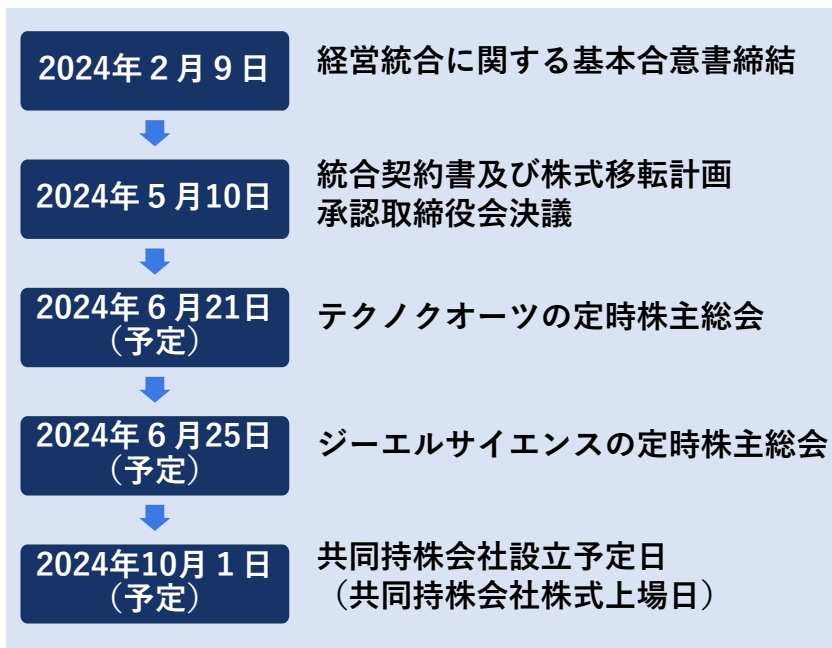 2024年２月９日
経営統合に関する基本合意書締結
2024年５月10日
統合契約書及び株式移転計画
承認取締役会決議
2024年６月21日
（予定）
テクノクオーツの定時株主総会
2024年６月25日
（予定）
ジーエルサイエンスの定時株主総会
2024年10月１日
（予定）
共同持株会社設立予定日
（共同持株会社株式上場日）